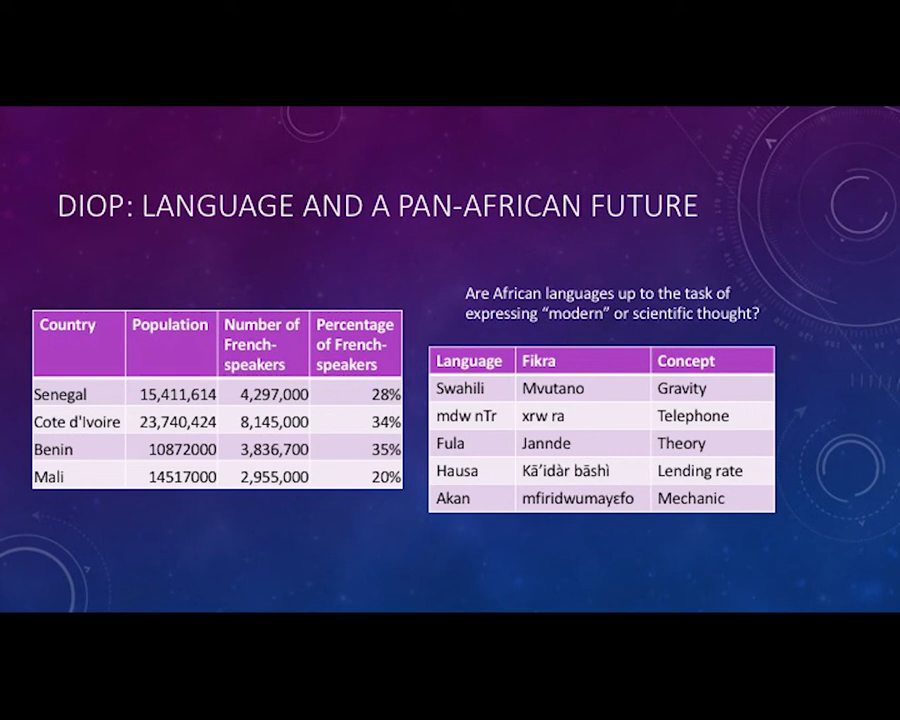 DIOP: LANGUAGE AND A PAN-AFRICAN FUTURE
Country Population Number of French-speakers Percentage of French-speakers
Senegal 15,411,614 4,297,000 28%
Cote d'Ivoire 23,740,424 8,145,000 34%
Benin 10872000 3,836,700 35%
Mali 14517000 2,955,000 20%
Are African languages up to the task of
expressing “modern” or scientific thought?
Language Fikra Concept
Swahili Mvutano Gravity
mdw nTr xrw ra Telephone
Fula Jannde Theory
Hausa Kā’idàr bāshì Lending rate
Akan mfiridwumayɛfo Mechanic